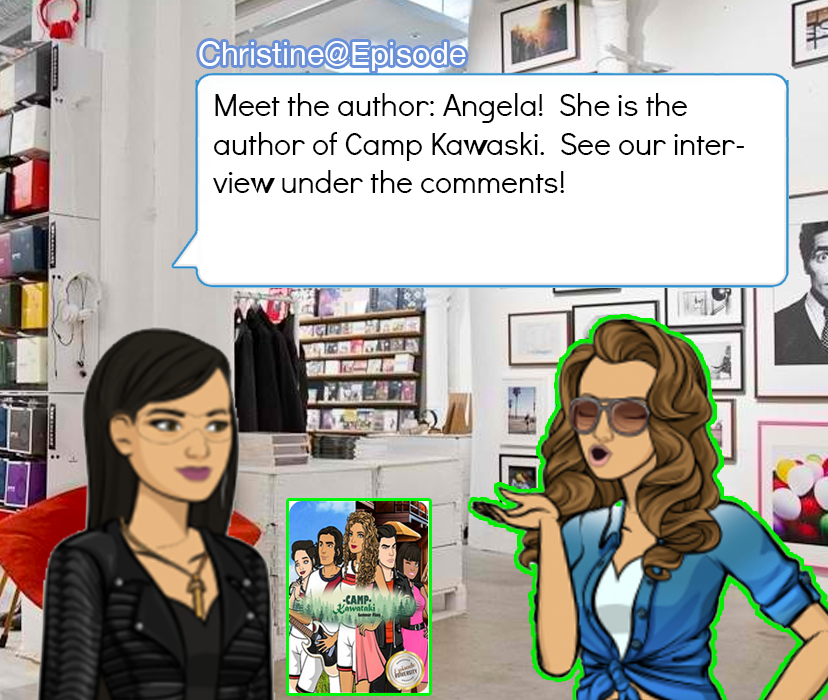 Christine@Episode
Meet the author: Angela!  She is the
author of Camp Kawaski.  See our inter-
view under the comments!
-CAMP-
Kawataki